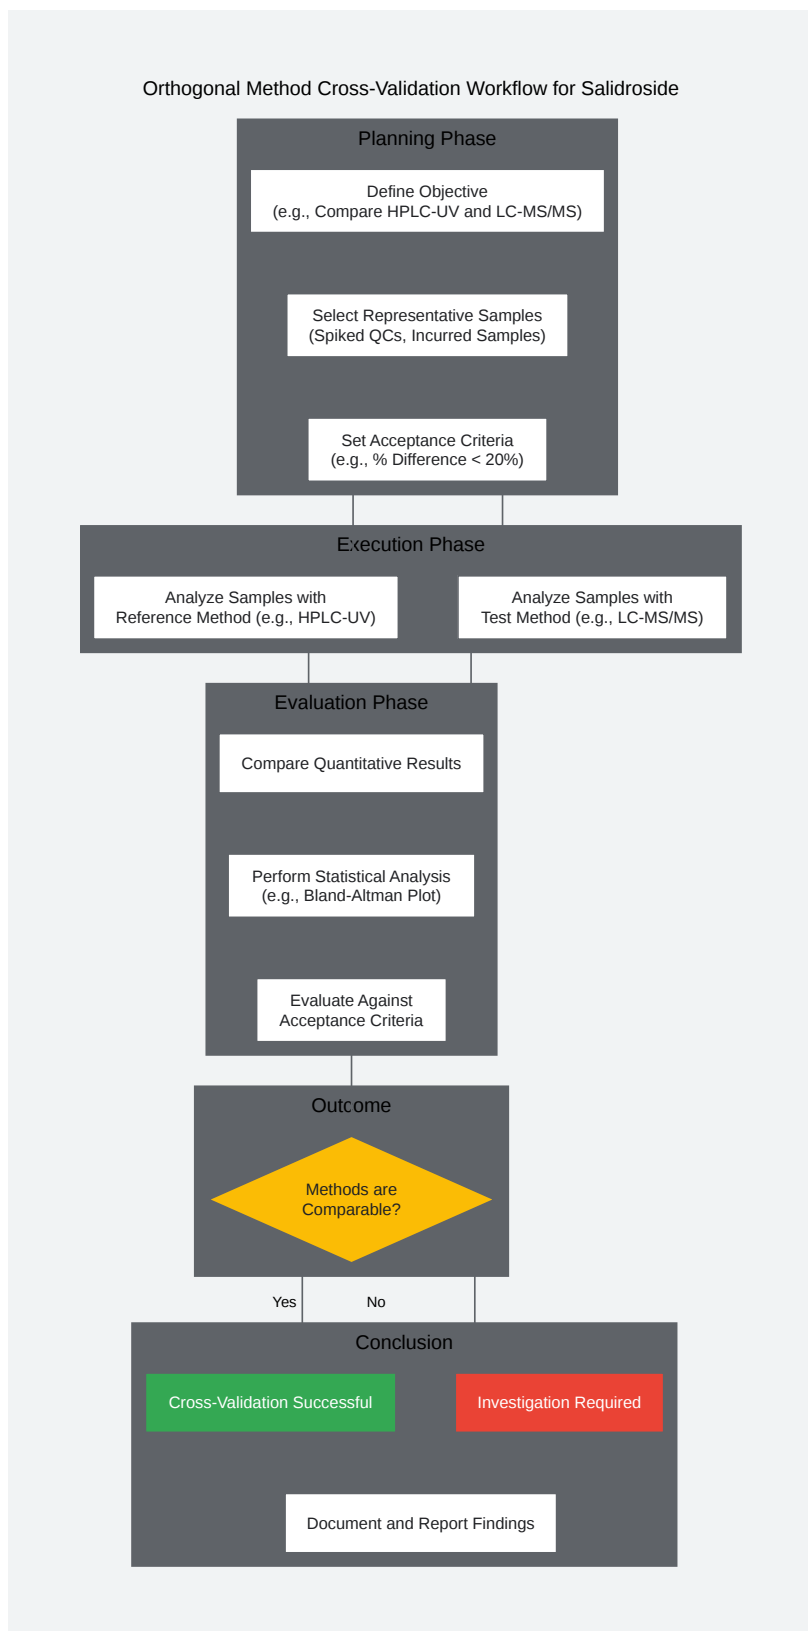 Orthogonal Method Cross-Validation Workflow for Salidroside
Planning Phase
Define Objective
(e.g., Compare HPLC-UV and LC-MS/MS)
Select Representative Samples
(Spiked QCs, Incurred Samples)
Set Acceptance Criteria
(e.g., % Difference < 20%)
Execution Phase
Analyze Samples with
Reference Method (e.g., HPLC-UV)
Analyze Samples with
Test Method (e.g., LC-MS/MS)
Evaluation Phase
Compare Quantitative Results
Perform Statistical Analysis
(e.g., Bland-Altman Plot)
Evaluate Against
Acceptance Criteria
Outcome
Methods are
Comparable?
Yes
No
Conclusion
Cross-Validation Successful
Investigation Required
Document and Report Findings